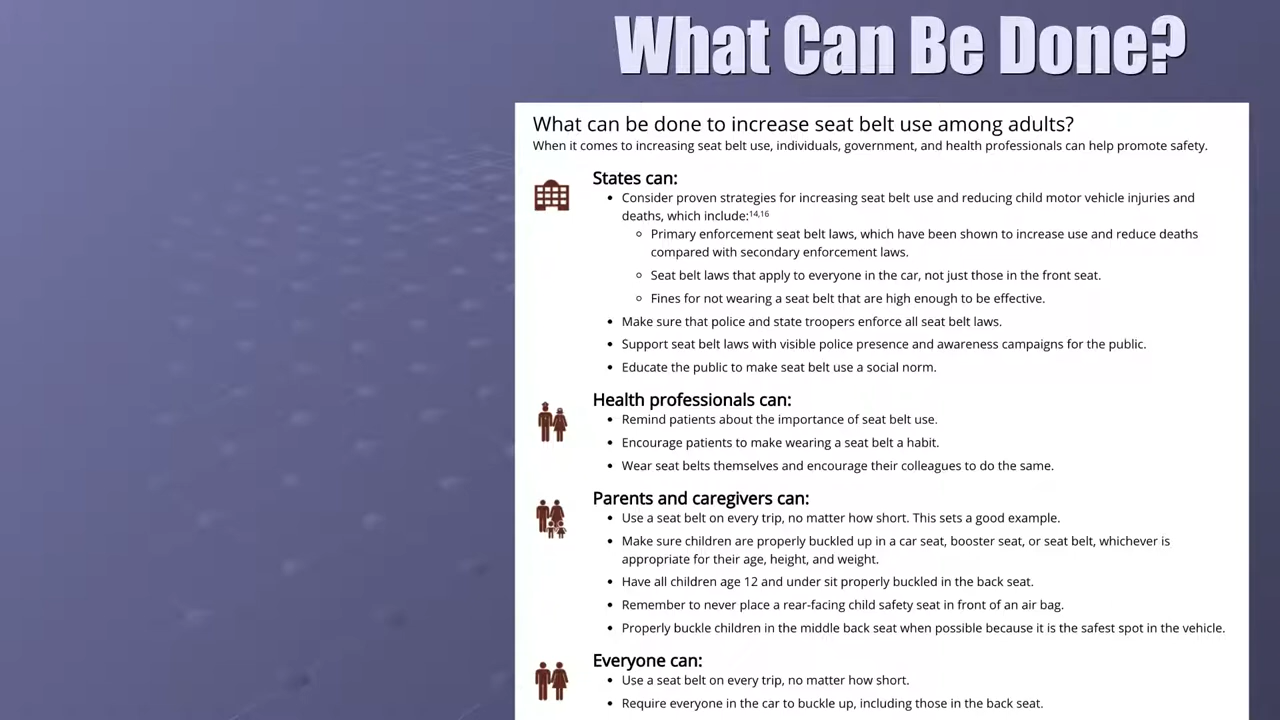 What Can Be Done?
What can be done to increase seat belt use among adults?
When it comes to increasing seat belt use, individuals, government, and health professionals can help promote safety.
States can:
• Consider proven strategies for increasing seat belt use and reducing child motor vehicle injuries and
deaths, which include:14,16
○ Primary enforcement seat belt laws, which have been shown to increase use and reduce deaths
compared with secondary enforcement laws.
○ Seat belt laws that apply to everyone in the car, not just those in the front seat.
○ Fines for not wearing a seat belt that are high enough to be effective.
• Make sure that police and state troopers enforce all seat belt laws.
• Support seat belt laws with visible police presence and awareness campaigns for the public.
• Educate the public to make seat belt use a social norm.
Health professionals can:
• Remind patients about the importance of seat belt use.
• Encourage patients to make wearing a seat belt a habit.
• Wear seat belts themselves and encourage their colleagues to do the same.
Parents and caregivers can:
• Use a seat belt on every trip, no matter how short. This sets a good example.
• Make sure children are properly buckled up in a car seat, booster seat, or seat belt, whichever is
appropriate for their age, height, and weight.
• Have all children age 12 and under sit properly buckled in the back seat.
• Remember to never place a rear-facing child safety seat in front of an air bag.
• Properly buckle children in the middle back seat when possible because it is the safest spot in the vehicle.
Everyone can:
• Use a seat belt on every trip, no matter how short.
• Require everyone in the car to buckle up, including those in the back seat.